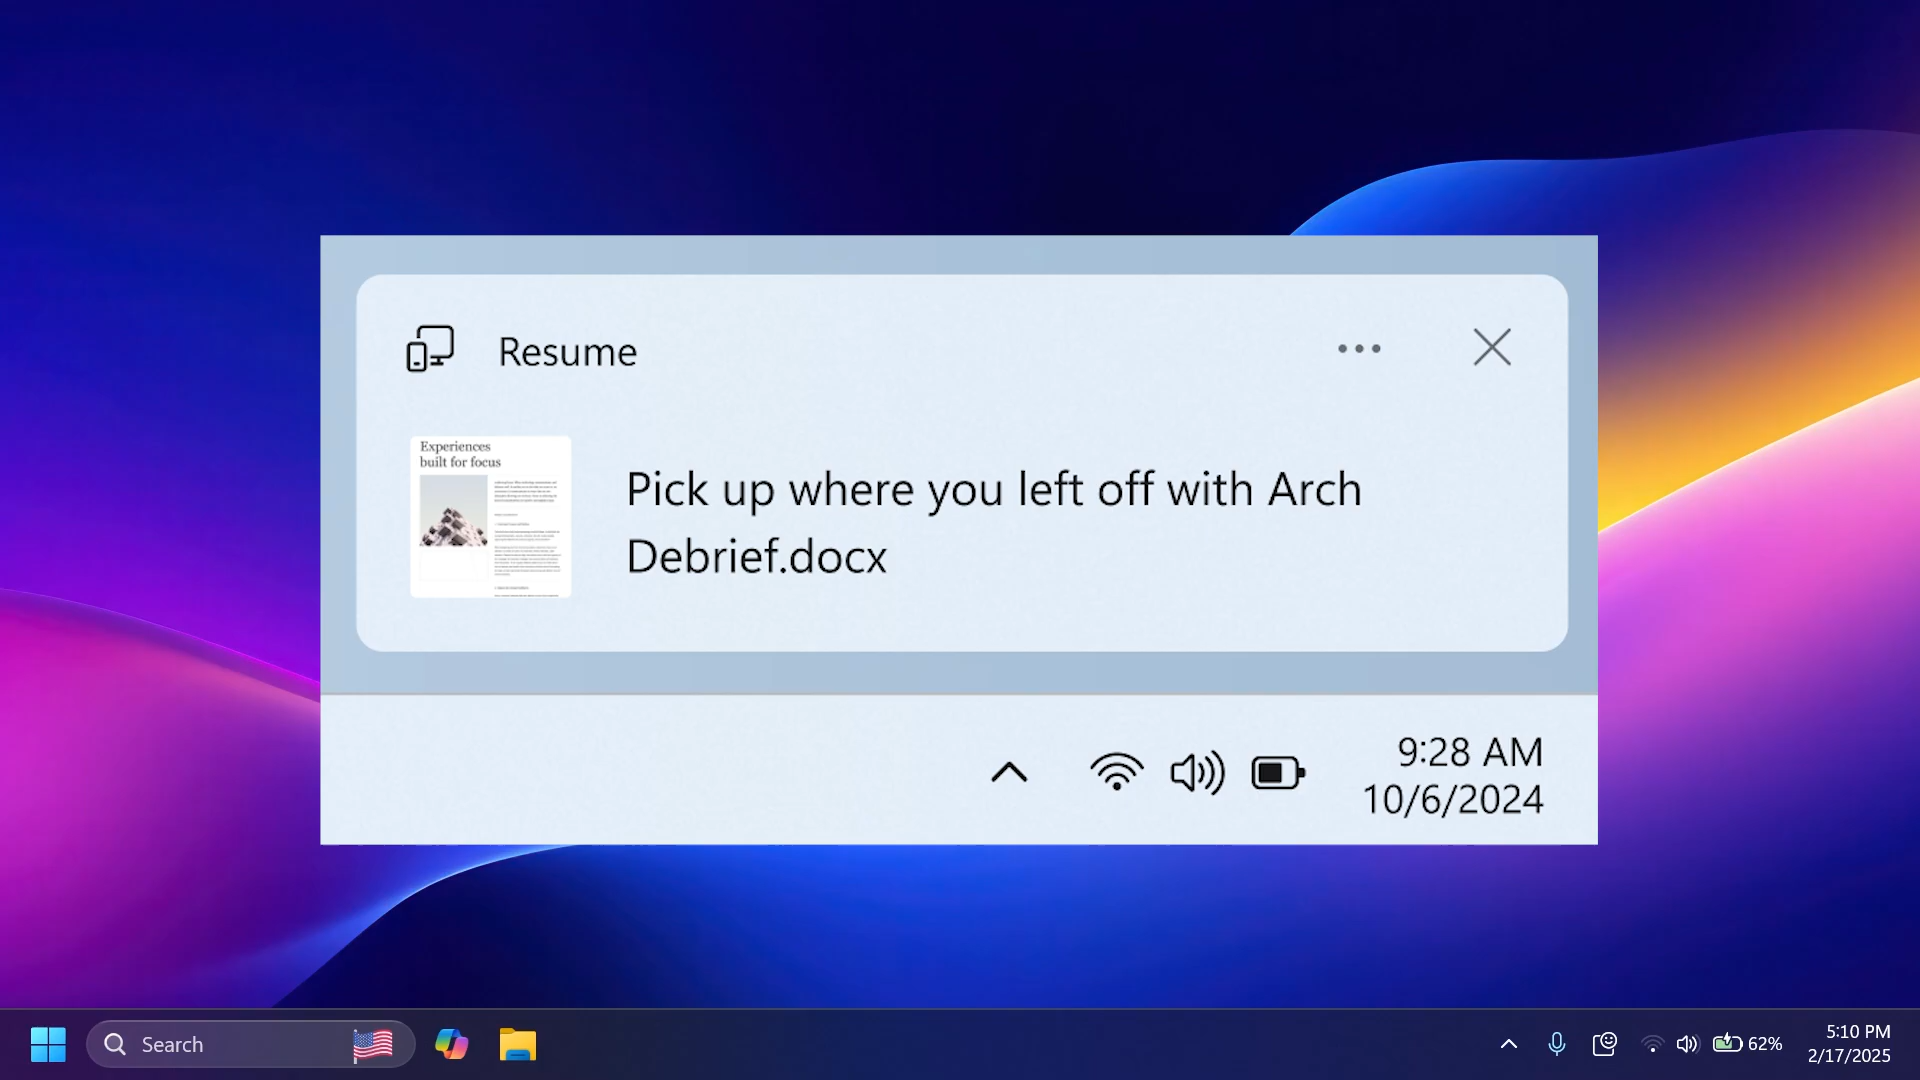 Resume
Experiences
built for focus
Pick up where you left off with Arch
Debrief.docx
9:28 AM
10/6/2024
Search
62%
5:10 PM
2/17/2025